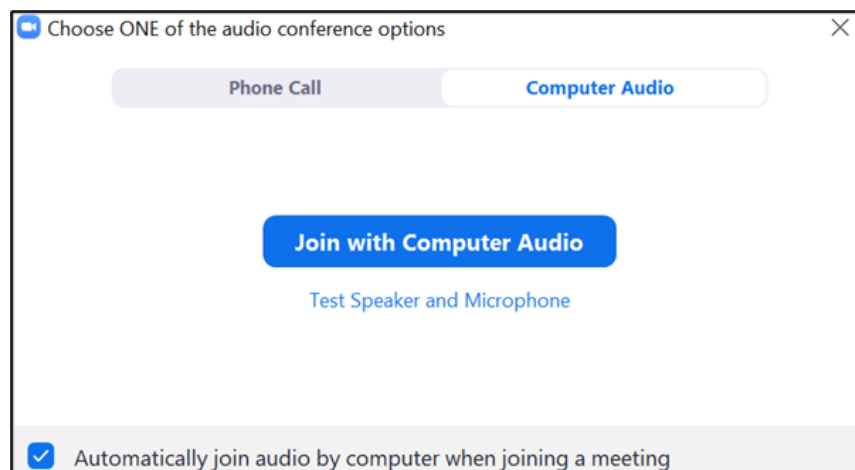 Choose ONE of the audio conference options
Phone Call
Computer Audio
Join with Computer Audio
Test Speaker and Microphone
Automatically join audio by computer when joining a meeting